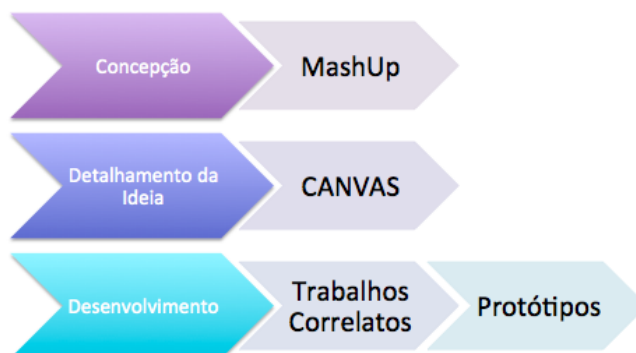 Concepção
MashUp
Detalhamento da
Ideia
CANVAS
Desenvolvimento
Trabalhos
Correlatos
Protótipos